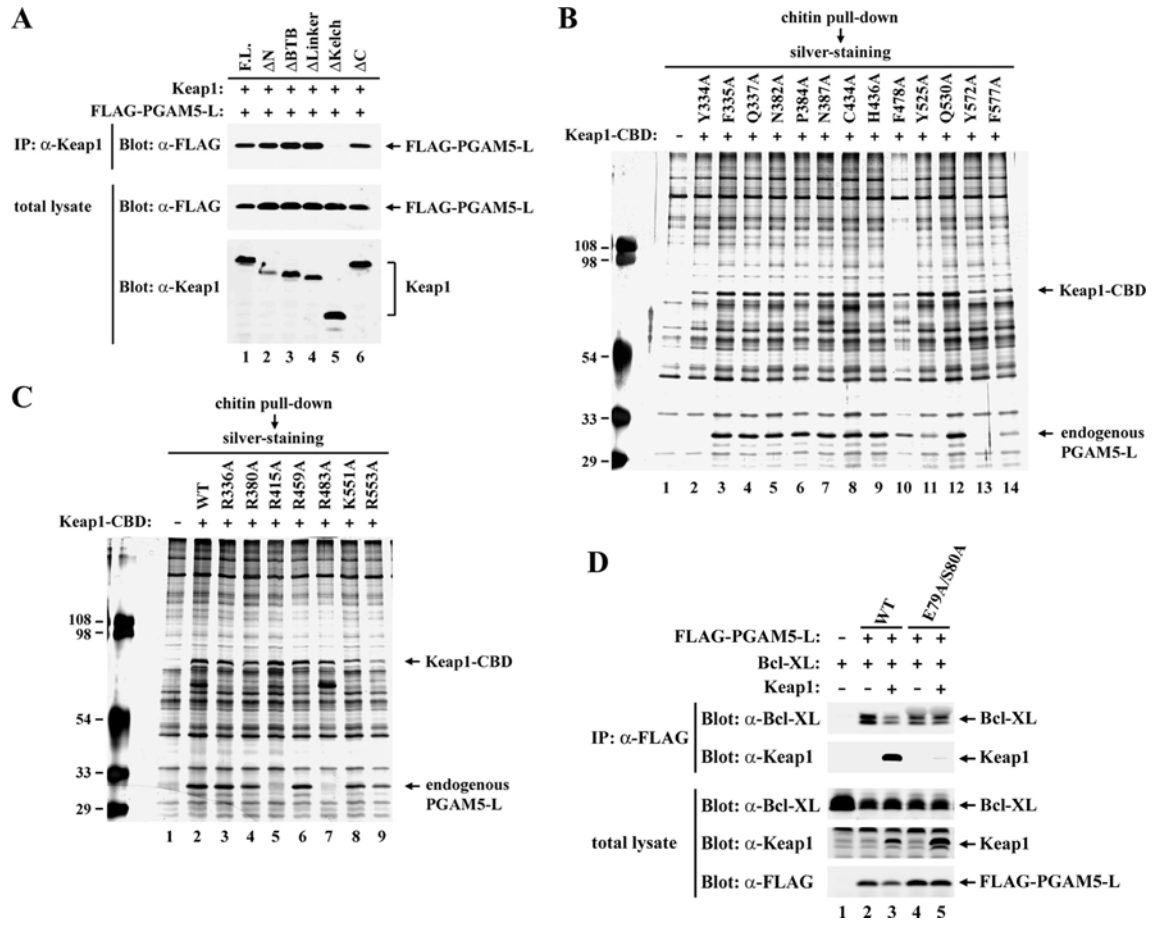 A
F.L. ΔN ΔBTB ΔLinker ΔKelch ΔC
Keap1: + + + + + +
FLAG-PGAM5-L: + + + + + +
IP: α-Keap1 Blot: α-FLAG FLAG-PGAM5-L
total lysate Blot: α-FLAG FLAG-PGAM5-L
Blot: α-Keap1 Keap1
1 2 3 4 5 6
B
chitin pull-down
silver-staining
Y334A F335A Q337A N382A P384A N387A C434A H436A F478A Y525A Q530A Y572A F577A
Keap1-CBD: – + + + + + + + + + + + + +
108
98
Keap1-CBD
54
33
endogenous
PGAM5-L
29
1 2 3 4 5 6 7 8 9 10 11 12 13 14
C
chitin pull-down
silver-staining
WT R336A R380A R415A R459A R483A K551A R553A
Keap1-CBD: – + + + + + + + +
108
98
Keap1-CBD
54
33
endogenous
PGAM5-L
29
1 2 3 4 5 6 7 8 9
D
WT E79A/S80A
FLAG-PGAM5-L: – + + + +
Bcl-XL: + + + + +
Keap1: – – + – +
IP: α-FLAG Blot: α-Bcl-XL Bcl-XL
Blot: α-Keap1 Keap1
total lysate Blot: α-Bcl-XL Bcl-XL
Blot: α-Keap1 Keap1
Blot: α-FLAG FLAG-PGAM5-L
1 2 3 4 5